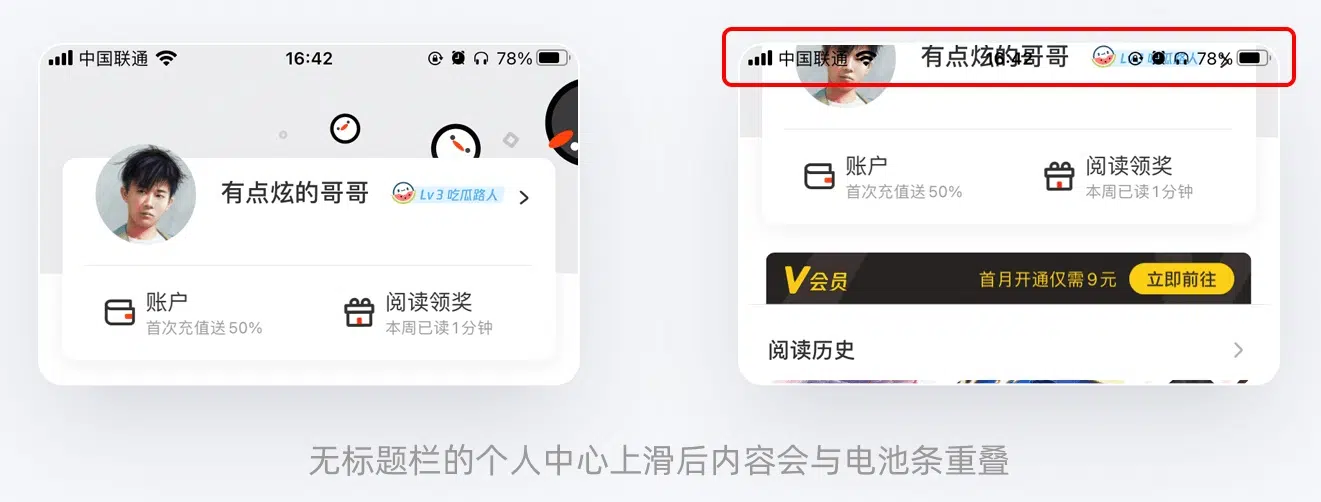 中国联通 16:42 78%
有点炫的哥哥 Lv3 吃瓜路人
账户 阅读领奖
首次充值送50% 本周已读1分钟
中国联通 16:42 78%
有点炫的哥哥 吃瓜路人
账户 阅读领奖
首次充值送50% 本周已读1分钟
V会员 首月开通仅需9元 立即前往
阅读历史
无标题栏的个人中心上滑后内容会与电池条重叠